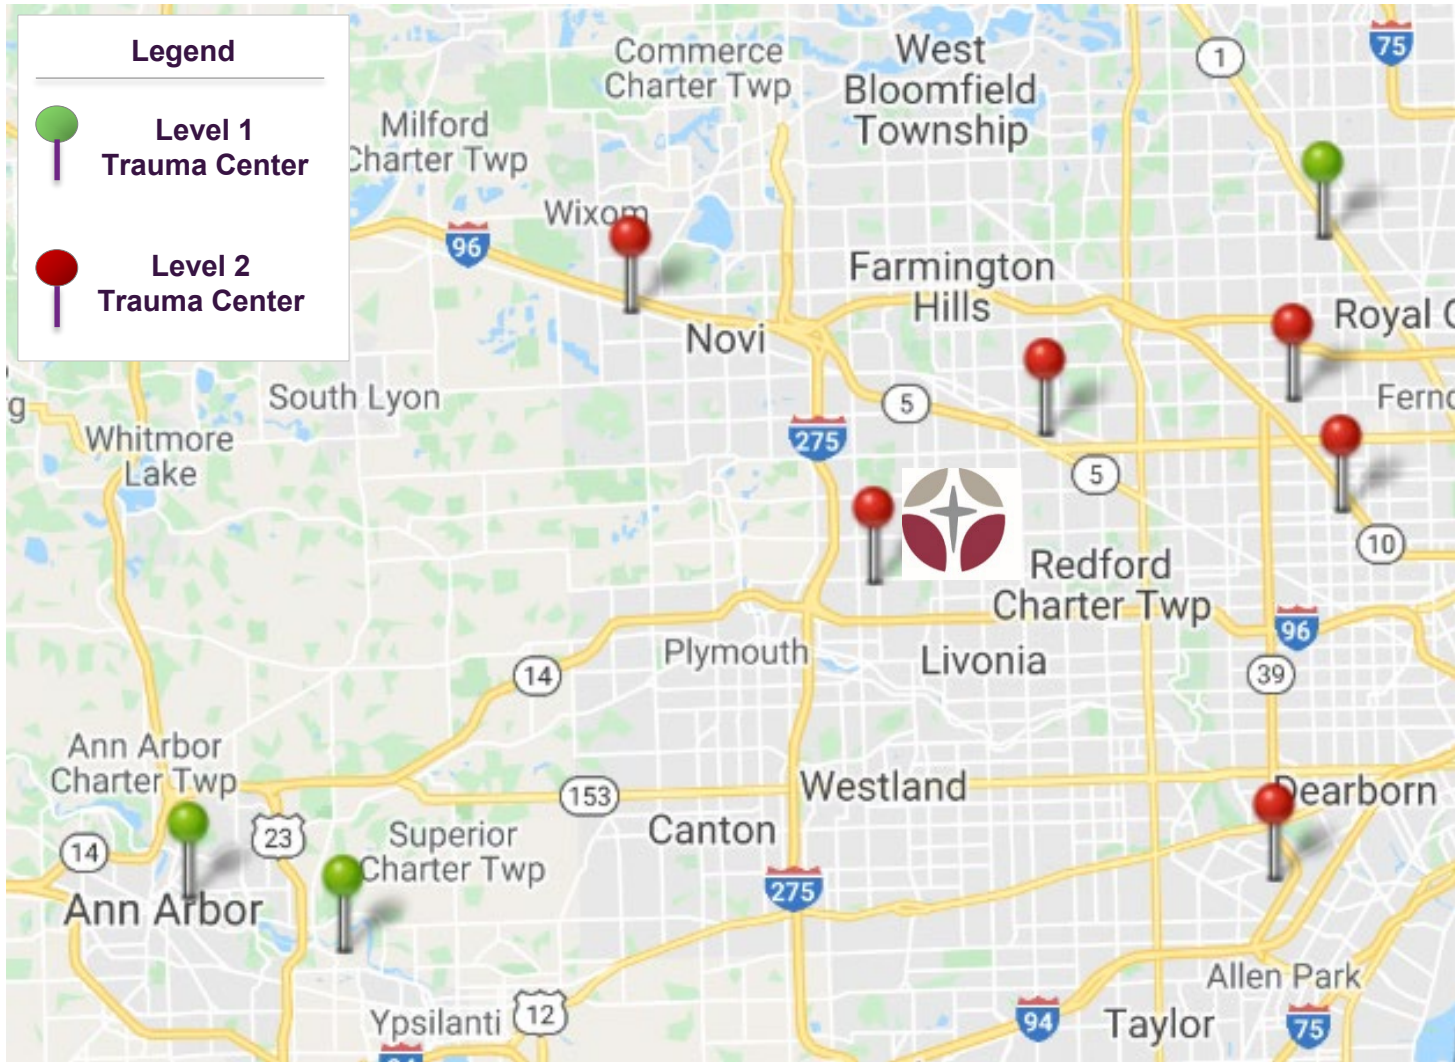 Legend
Level 1
Trauma Center
Level 2
Trauma Center
Commerce
Charter Twp
West
Bloomfield
Township
1
75
Milford
Charter Twp
Wixom
96
Farmington
Hills
Novi
Royal O
South Lyon
5
Fernd
g
Whitmore
Lake
275
5
10
Redford
Charter Twp
96
Plymouth
Livonia
14
39
Ann Arbor
Charter Twp
153
Westland
Dearborn
14
23
Superior
Charter Twp
Canton
275
Ann Arbor
Allen Park
Ypsilanti
12
94
Taylor
75
94